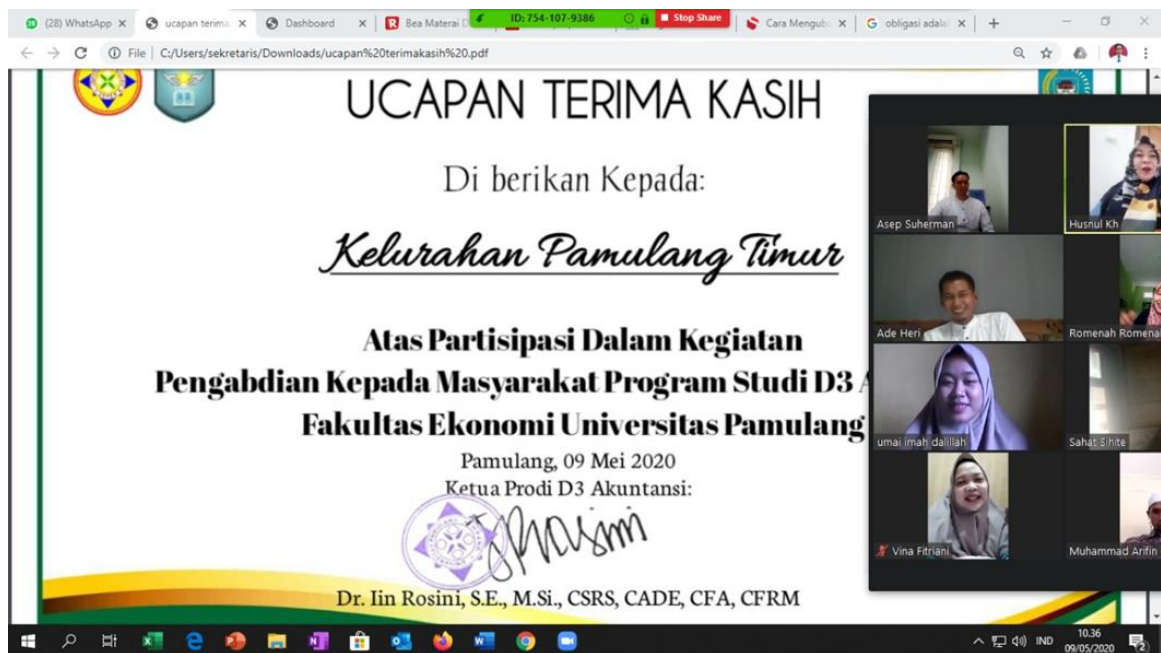 (28) WhatsApp
ucapan terima
Dashboard
Bea Materai D
ID: 754-107-9386
Stop Share
Cara Mengub
obligasi adala
File
C:/Users/sekretaris/Downloads/ucapan%20terimakasih%20.pdf
UCAPAN TERIMA KASIH
Di berikan Kepada:
Kelurahan Pamulang Timur
Atas Partisipasi Dalam Kegiatan
Pengabdian Kepada Masyarakat Program Studi D3 A
Fakultas Ekonomi Universitas Pamulang
Pamulang, 09 Mei 2020
Ketua Prodi D3 Akuntansi:
Dr. Iin Rosini, S.E., M.Si., CSRS, CADE, CFA, CFRM
Asep Suherman
Husnul Kh
Ade Heri
Romenah Romena
umai imah dalillah
Sahat Sihite
Vina Fitriani
Muhammad Arifin
IND
10.36
09/05/2020
2